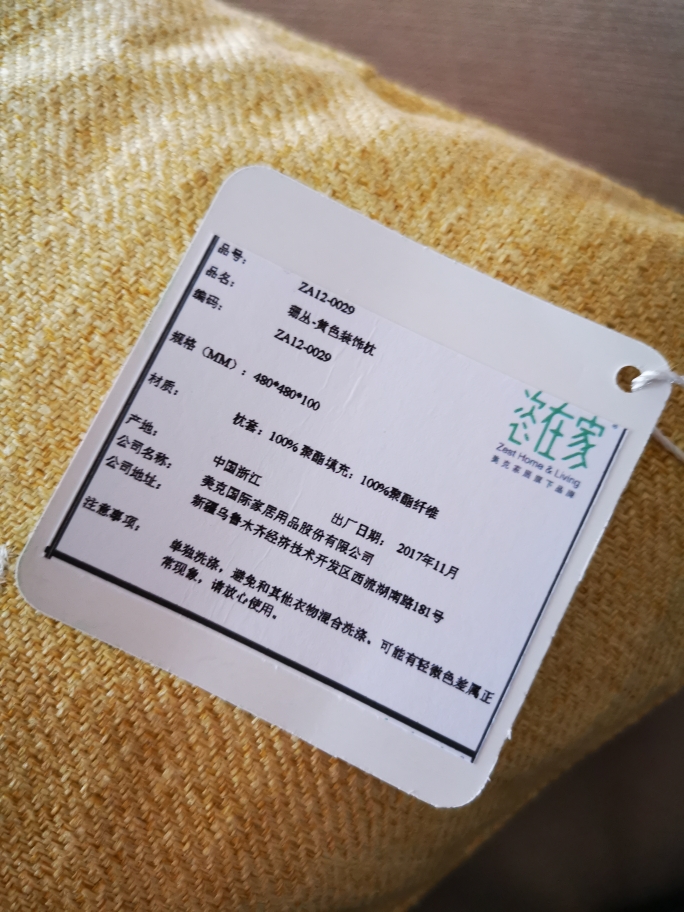 品号: ZA12-0029
品名: 珊丛-黄色装饰枕
编码: ZA12-0029
规格（MM）: 480*480*100
材质: 枕套：100% 聚酯填充：100%聚酯纤维
产地: 中国浙江 出厂日期： 2017年11月
公司名称: 美克国际家居用品股份有限公司
公司地址: 新疆乌鲁木齐经济技术开发区西流湖南路181号
注意事项: 单独洗涤，避免和其他衣物混合洗涤。可能有轻微色差属正
常现象，请放心使用。
恣在家
Zest Home & Living
美克家居旗下品牌